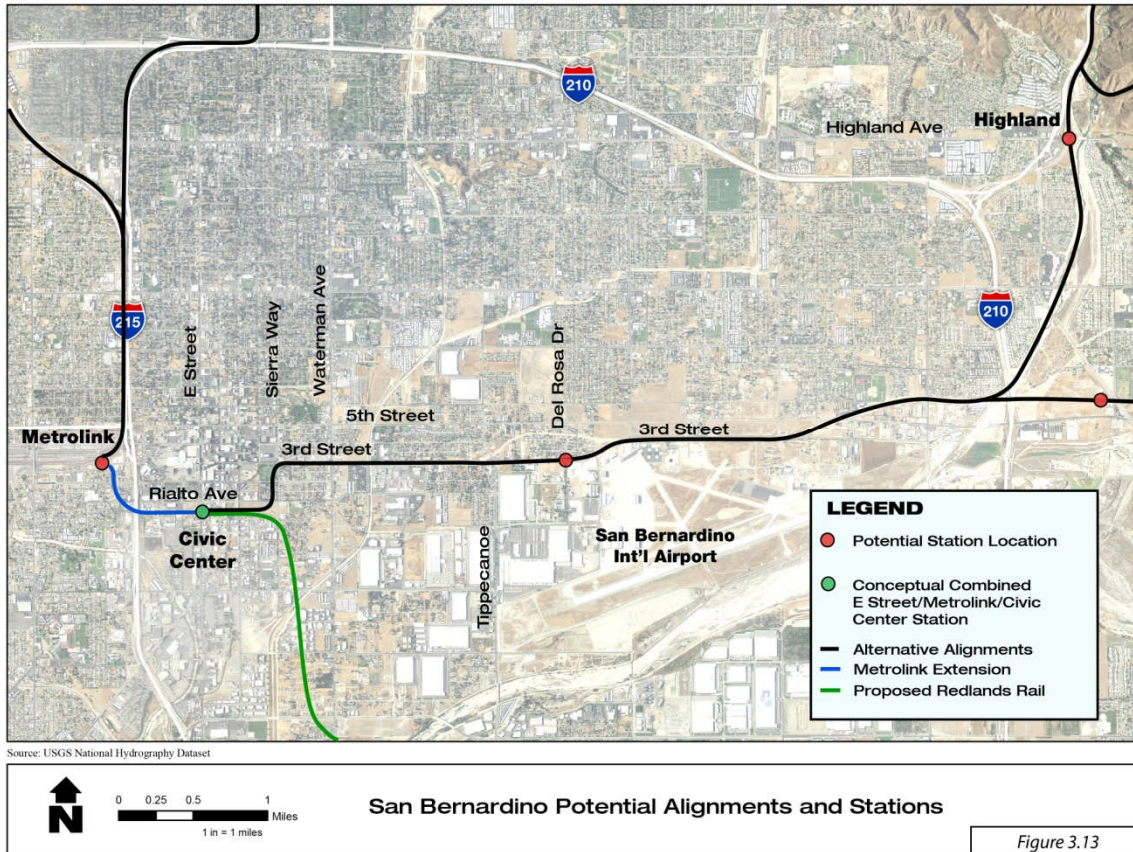 210
Highland Ave
Highland
215
E Street
Sierra Way
Waterman Ave
Del Rosa Dr
210
5th Street
3rd Street
3rd Street
Metrolink
Rialto Ave
Civic
Center
Tippecanoe
San Bernardino
Int'l Airport
LEGEND
Potential Station Location
Conceptual Combined
E Street/Metrolink/Civic
Center Station
Alternative Alignments
Metrolink Extension
Proposed Redlands Rail
Source: USGS National Hydrography Dataset
N
0 0.25 0.5 1
Miles
1 in = 1 miles
San Bernardino Potential Alignments and Stations
Figure 3.13